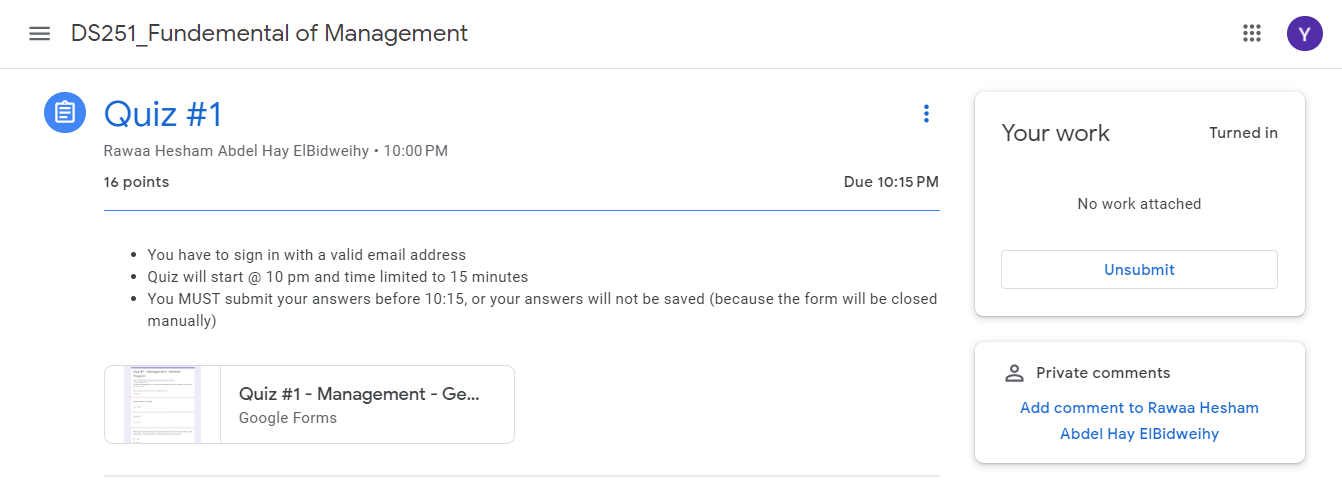 DS251_Fundemental of Management
Y
Quiz #1
Rawaa Hesham Abdel Hay ElBidweihy • 10:00 PM
16 points
Due 10:15 PM
• You have to sign in with a valid email address
• Quiz will start @ 10 pm and time limited to 15 minutes
• You MUST submit your answers before 10:15, or your answers will not be saved (because the form will be closed
manually)
Quiz #1 - Management - Ge...
Google Forms
Your work
Turned in
No work attached
Unsubmit
Private comments
Add comment to Rawaa Hesham
Abdel Hay ElBidweihy